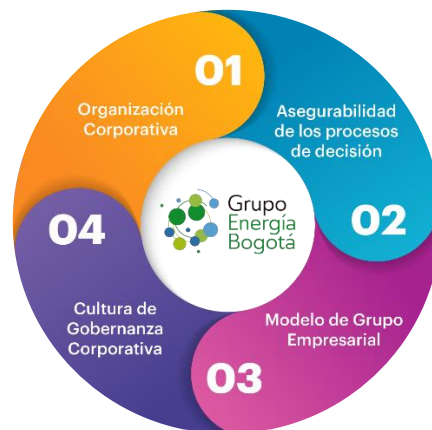 01
Organización
Corporativa
Asegurabilidad
de los procesos
de decisión
02
Modelo de Grupo
Empresarial
03
04
Cultura de
Gobernanza
Corporativa
Grupo
Energía
Bogotá